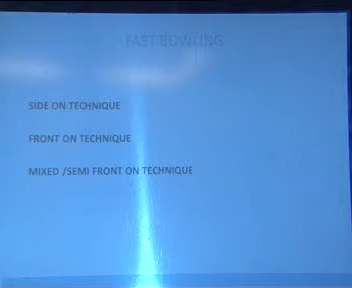 FAST BOWLING
SIDE ON TECHNIQUE
FRONT ON TECHNIQUE
MIXED /SEMI FRONT ON TECHNIQUE